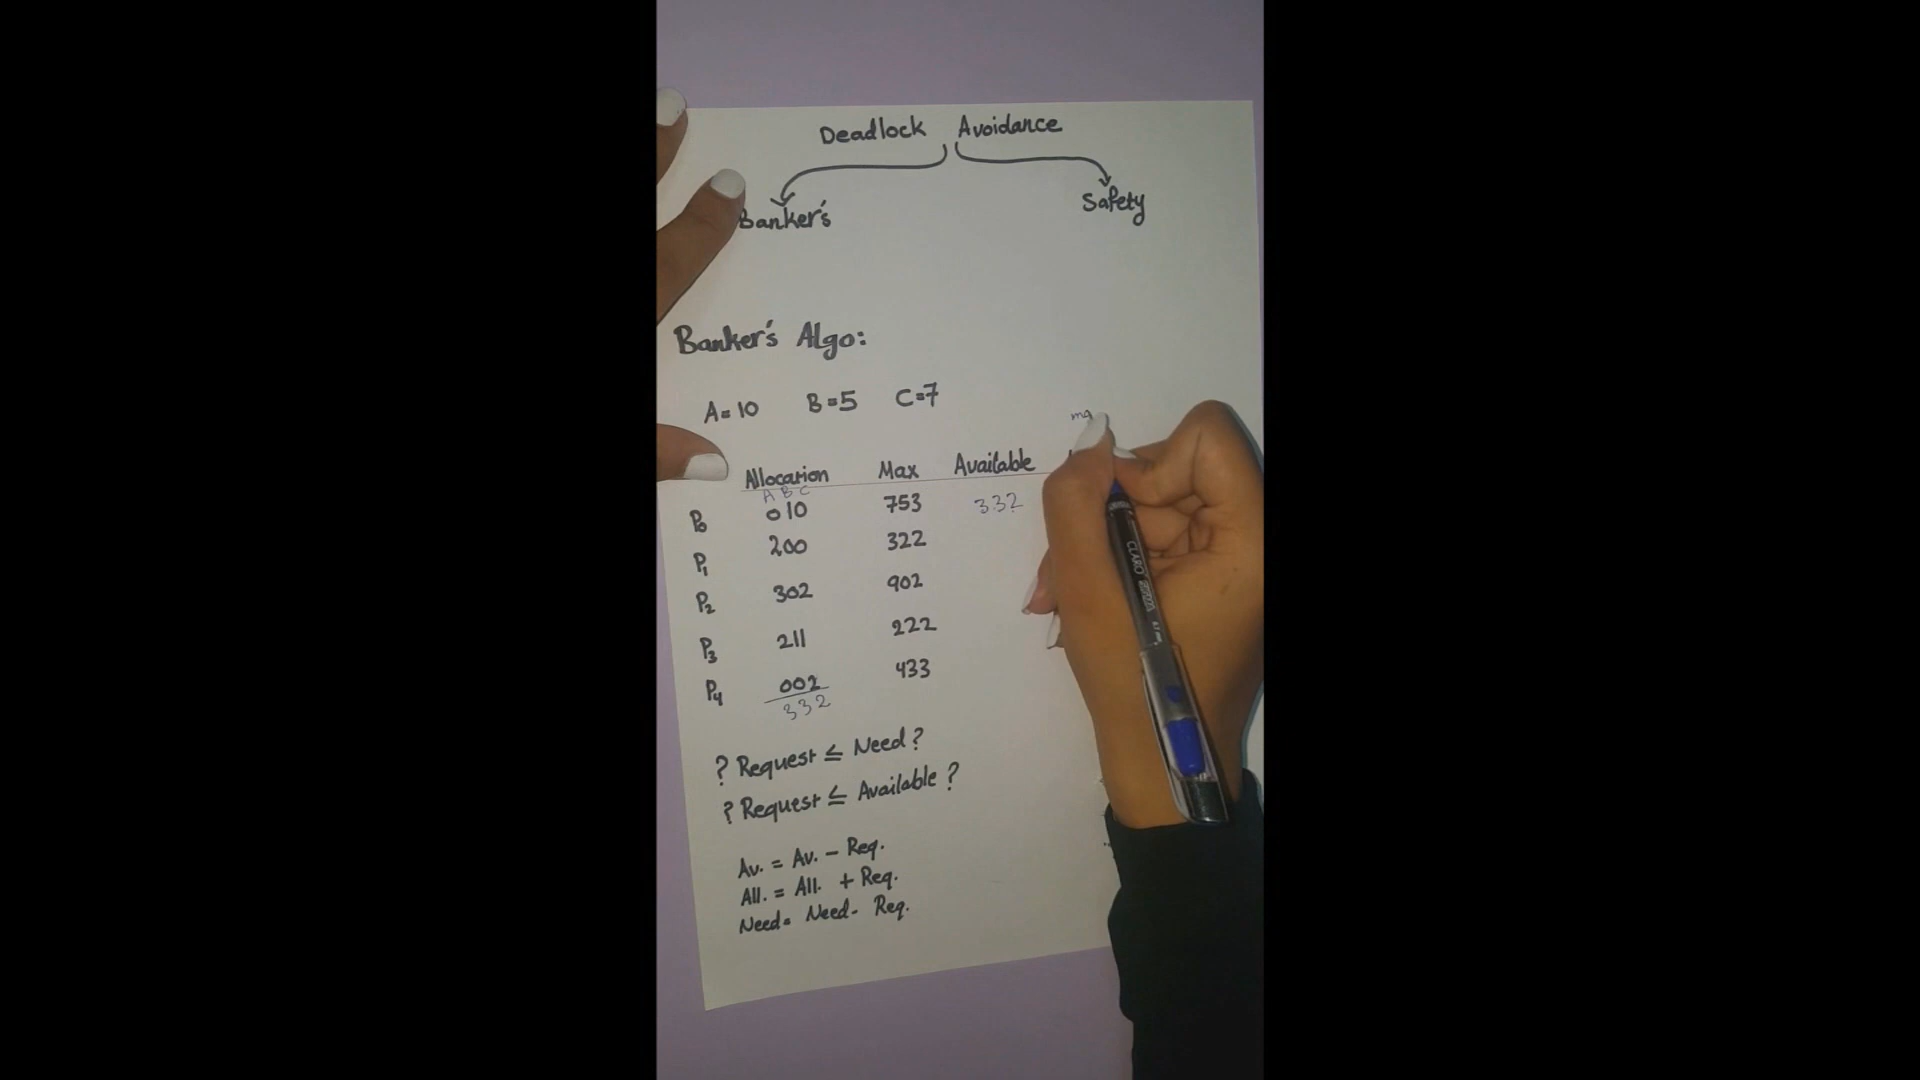 Deadlock Avoidance
Banker's Safety
Banker's Algo:
A=10 B=5 C=7
Allocation Max Available
A B C
P0 010 753 332
P1 200 322
P2 302 902
P3 211 222
P4 002 433
332
? Request ≤ Need ?
? Request ≤ Available ?
Av. = Av. - Req.
All. = All. + Req.
Need = Need - Req.
CLARO